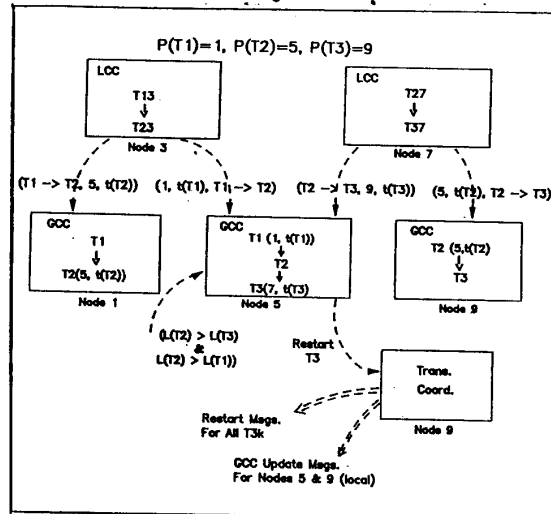 P(T1)=1, P(T2)=5, P(T3)=9
LCC
T13
T23
Node 3
LCC
T27
T37
Node 7
(T1 -> T2, 5, t(T2))
(1, t(T1), T1 -> T2)
(T2 -> T3, 9, t(T3))
(5, t(T2), T2 -> T3)
GCC
T1
T2(5, t(T2))
Node 1
GCC
T1 (1, t(T1))
T2
T3(7, t(T3)
Node 5
GCC
T2 (5,t(T2)
T3
Node 9
(L(T2) > L(T3)
&
L(T2) > L(T1))
Restart
T3
Trans.
Coord.
Node 9
Restart Msgs.
For All T3k
GCC Update Msgs.
For Nodes 5 & 9 (local)